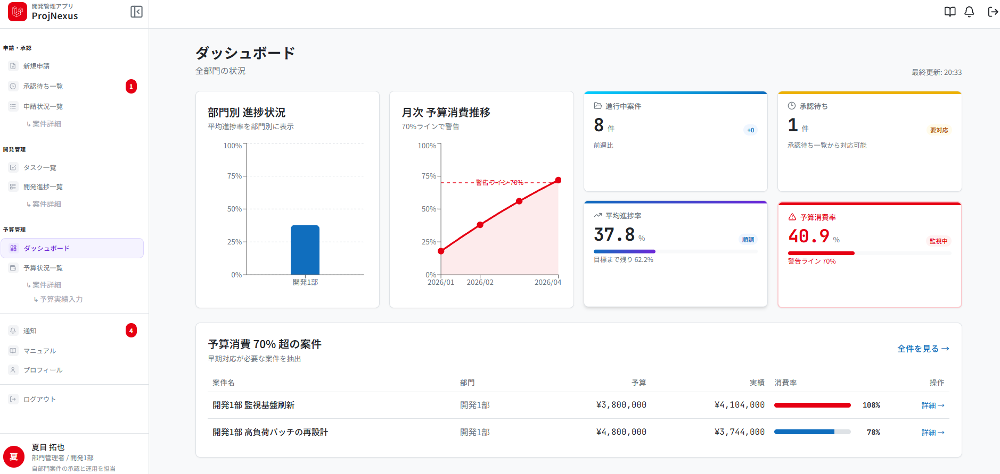 開発管理アプリ
ProjNexus
申請・承認
新規申請
承認待ち一覧
1
申請状況一覧
↳ 案件詳細
開発管理
タスク一覧
開発進捗一覧
↳ 案件詳細
予算管理
ダッシュボード
予算状況一覧
↳ 案件詳細
↳ 予算実績入力
通知
4
マニュアル
プロフィール
ログアウト
夏
夏目 拓也
部門管理者 / 開発1部
自部門案件の承認と運用を担当
ダッシュボード
全部門の状況
最終更新: 20:33
部門別 進捗状況
平均進捗率を部門別に表示
100%
75%
50%
25%
0%
開発1部
月次 予算消費推移
70%ラインで警告
100%
75%
50%
25%
0%
警告ライン 70%
2026/01
2026/02
2026/04
進行中案件
8 件
+0
前週比
承認待ち
1 件
要対応
承認待ち一覧から対応可能
平均進捗率
37.8 %
順調
目標まで残り 62.2%
予算消費率
40.9 %
監視中
警告ライン 70%
予算消費 70% 超の案件
早期対応が必要な案件を抽出
全件を見る →
案件名 部門 予算 実績 消費率 操作
開発1部 監視基盤刷新 開発1部 ¥3,800,000 ¥4,104,000 108% 詳細 →
開発1部 高負荷バッチの再設計 開発1部 ¥4,800,000 ¥3,744,000 78% 詳細 →